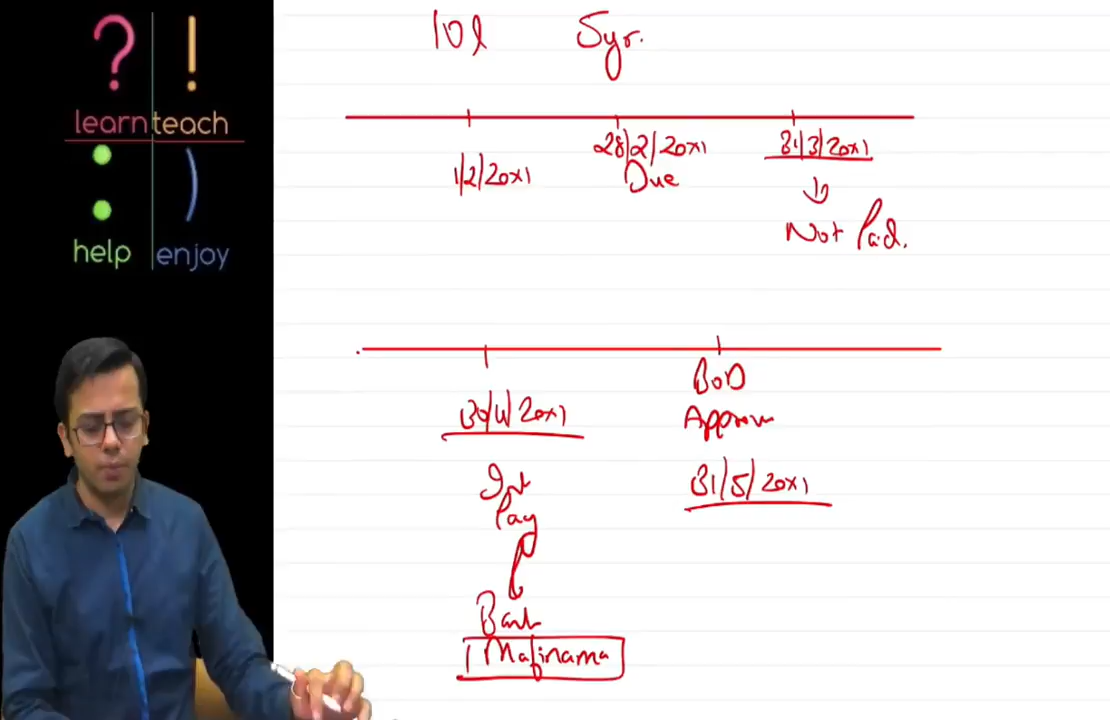 ? !
learn teach
: )
help enjoy
10l 5yr.
1/2/20x1
28/2/20x1
Due
31/3/20x1
Not Paid.
30/4/20x1
Int
Pay
Bank
Mafinama
BoD
Approv
31/5/20x1